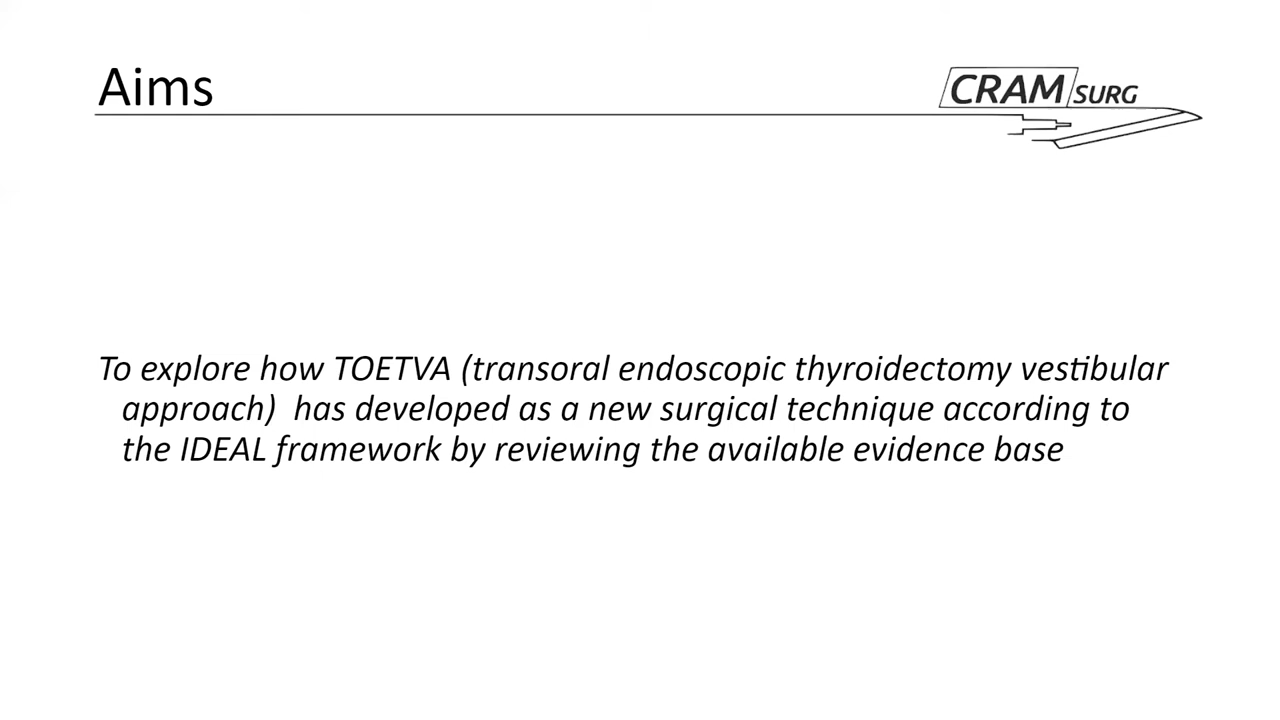 Aims
CRAM SURG
To explore how TOETVA (transoral endoscopic thyroidectomy vestibular
approach)  has developed as a new surgical technique according to
the IDEAL framework by reviewing the available evidence base